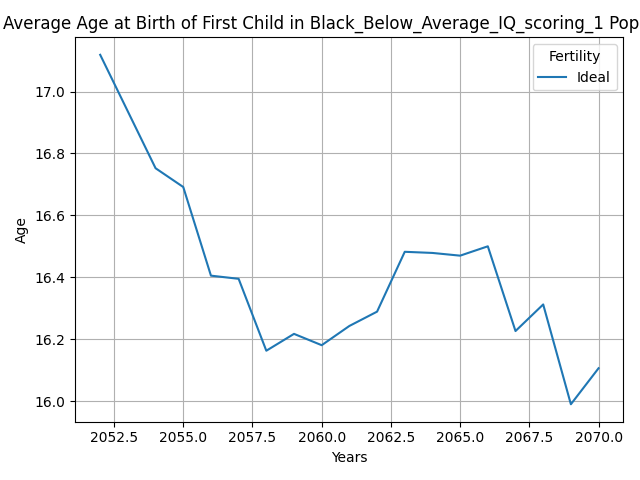 Average Age at Birth of First Child in Black_Below_Average_IQ_scoring_1 Pop
Fertility
Ideal
17.0
16.8
16.6
16.4
16.2
16.0
Age
2052.5 2055.0 2057.5 2060.0 2062.5 2065.0 2067.5 2070.0
Years